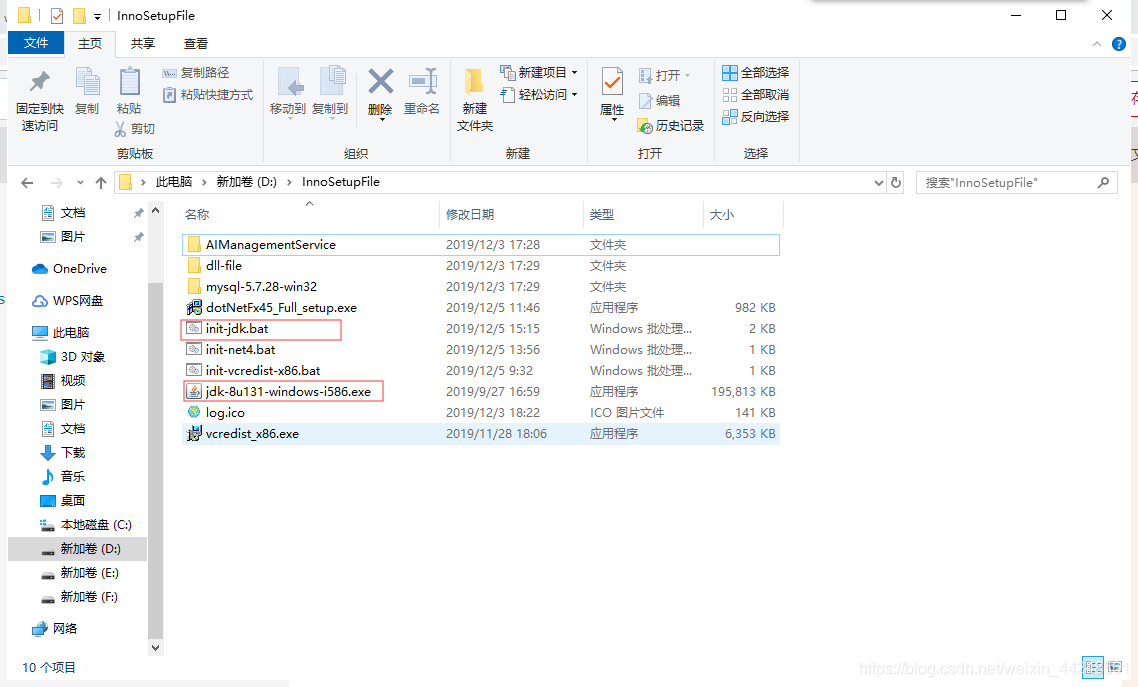 InnoSetupFile
文件 主页 共享 查看
固定到快速访问
复制
粘贴
复制路径
粘贴快捷方式
剪切
剪贴板
移动到
复制到
删除
重命名
组织
新建文件夹
新建项目
轻松访问
新建
属性
打开
编辑
历史记录
打开
全部选择
全部取消
反向选择
选择
此电脑 新加卷 (D:) InnoSetupFile
搜索"InnoSetupFile"
文档
图片
OneDrive
WPS网盘
此电脑
3D 对象
视频
图片
文档
下载
音乐
桌面
本地磁盘 (C:)
新加卷 (D:)
新加卷 (E:)
新加卷 (F:)
网络
名称 修改日期 类型 大小
AIManagementService 2019/12/3 17:28 文件夹
dll-file 2019/12/3 17:29 文件夹
mysql-5.7.28-win32 2019/12/3 17:29 文件夹
dotNetFx45_Full_setup.exe 2019/12/5 11:46 应用程序 982 KB
init-jdk.bat 2019/12/5 15:15 Windows 批处理... 2 KB
init-net4.bat 2019/12/5 13:56 Windows 批处理... 1 KB
init-vcredist-x86.bat 2019/12/5 9:32 Windows 批处理... 1 KB
jdk-8u131-windows-i586.exe 2019/9/27 16:59 应用程序 195,813 KB
log.ico 2019/12/3 18:22 ICO 图片文件 141 KB
vcredist_x86.exe 2019/11/28 18:06 应用程序 6,353 KB
10 个项目